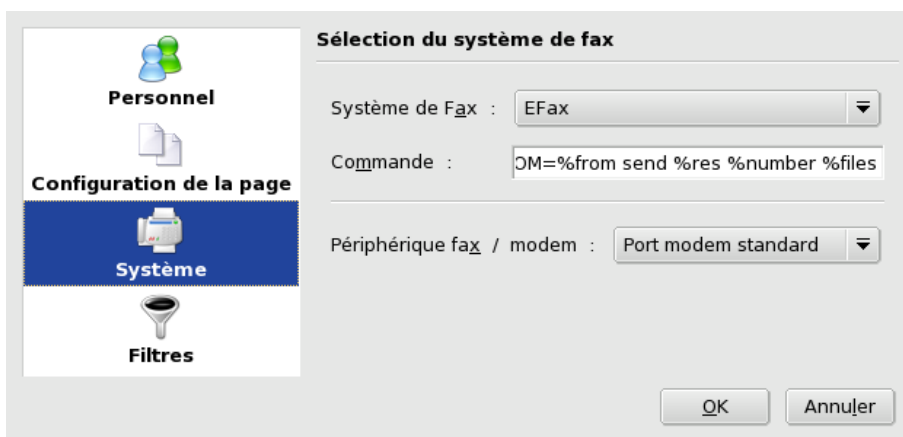 Personnel
Configuration de la page
Système
Filtres
Sélection du système de fax
Système de Fax : EFax
Commande : OM=%from send %res %number %files
Périphérique fax / modem : Port modem standard
OK Annuler